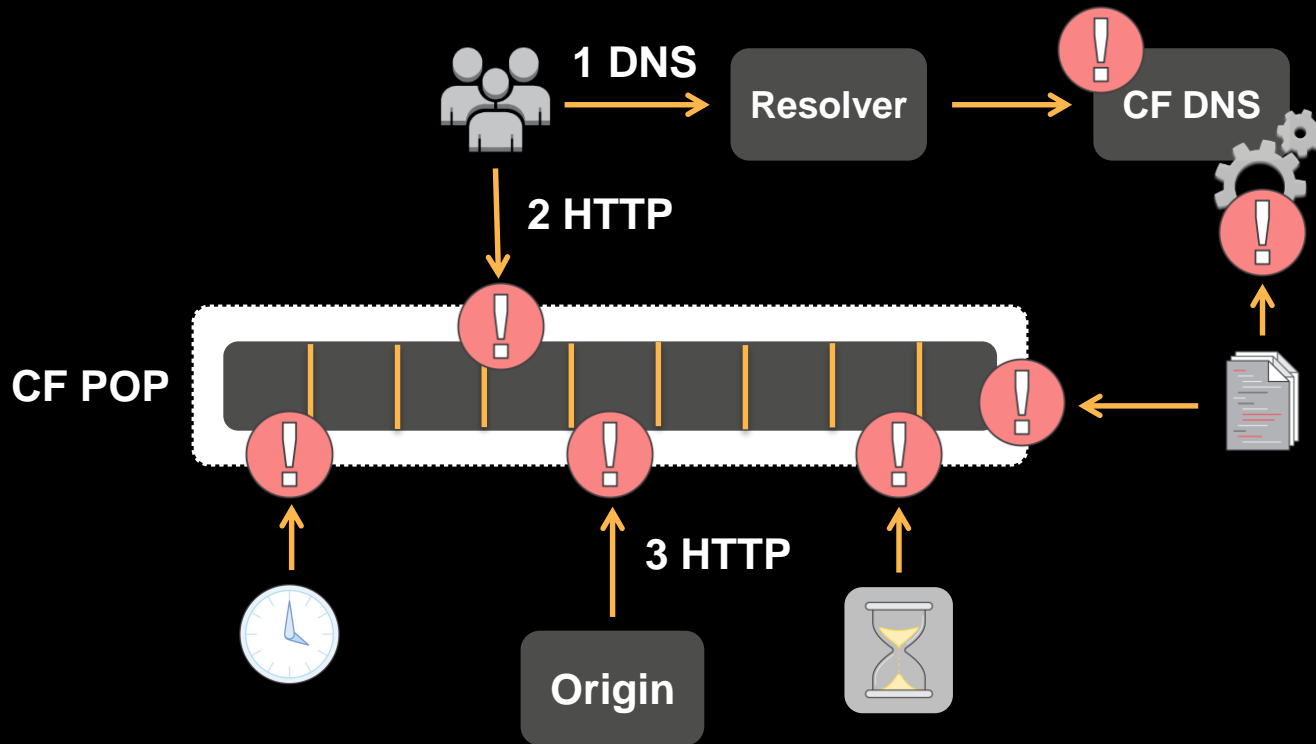 1 DNS
Resolver
CF DNS
2 HTTP
CF POP
3 HTTP
Origin